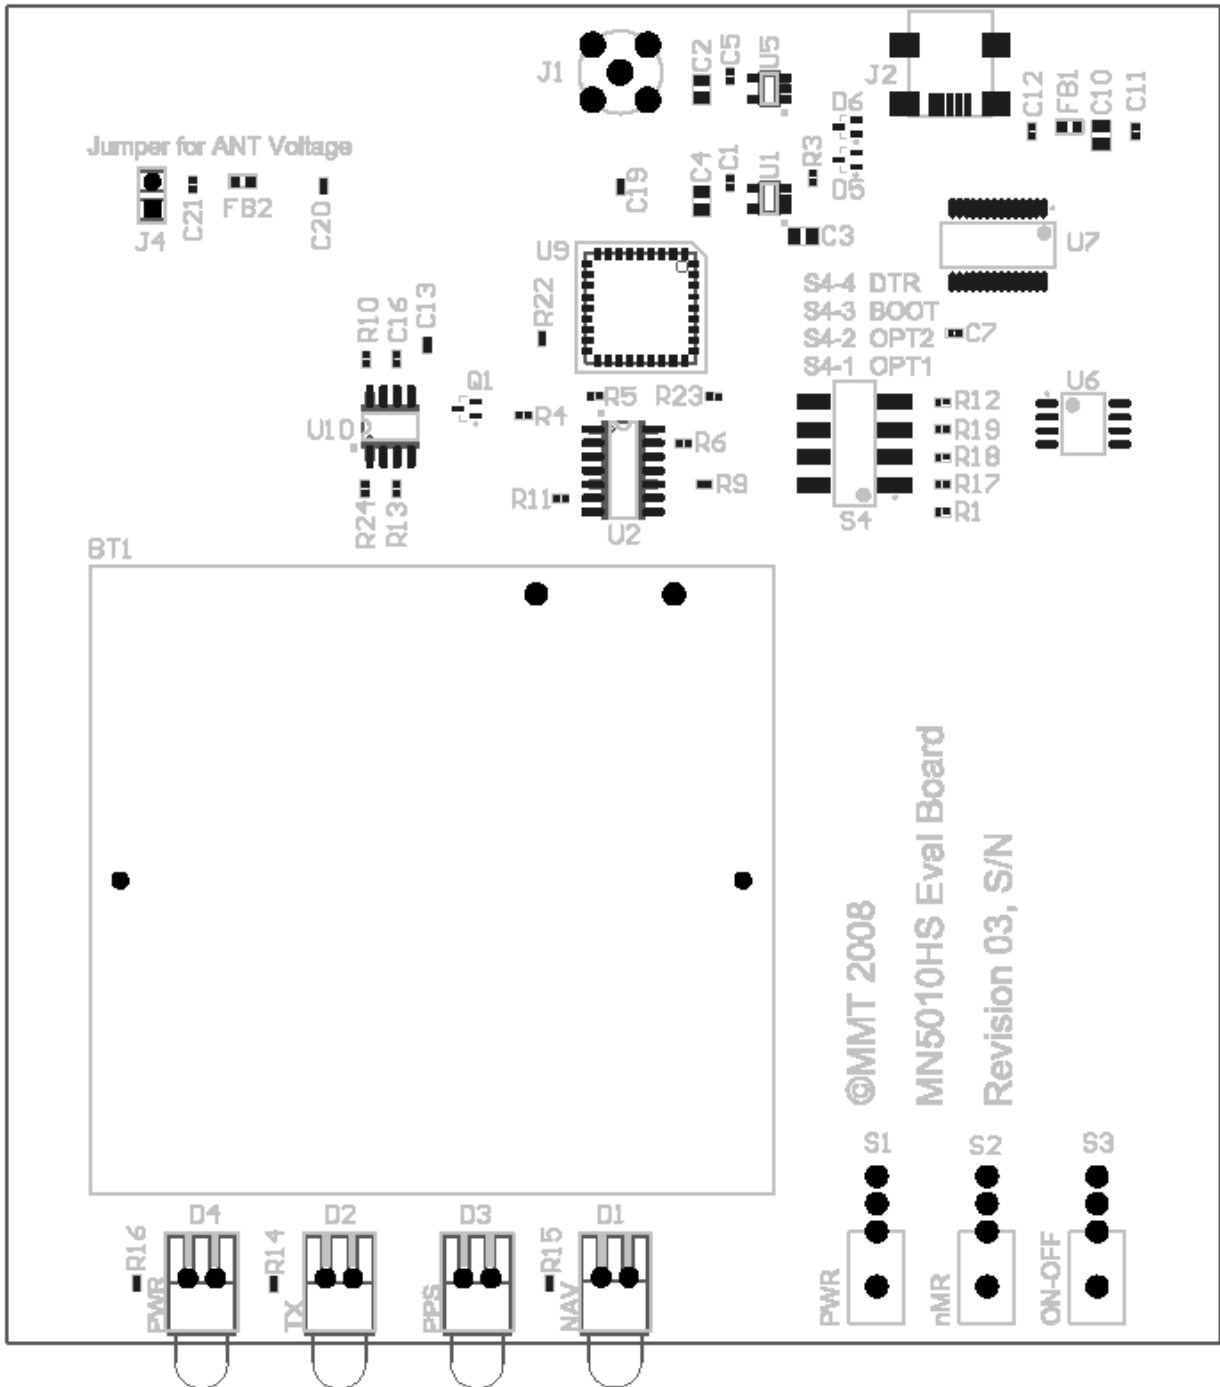 J1
C2
C5
U5
J2
D6
C12
FB1
C10
C11
Jumper for ANT Voltage
J4
C21
FB2
C20
C19
C4
C1
U1
R3
D5
C3
U7
U9
R22
S4-4 DTR
S4-3 BOOT
S4-2 OPT2
S4-1 OPT1
C7
R10
C16
C13
Q1
U10
R4
R5
R23
R6
R9
R11
U2
R12
R19
R18
R17
R1
S4
U6
R24
R13
BT1
©MMT 2008
MN5010HS Eval Board
Revision 03, S/N
S1
S2
S3
PWR
nMR
ON-OFF
R16
D4
PWR
R14
D2
TX
D3
PPS
R15
D1
NAV